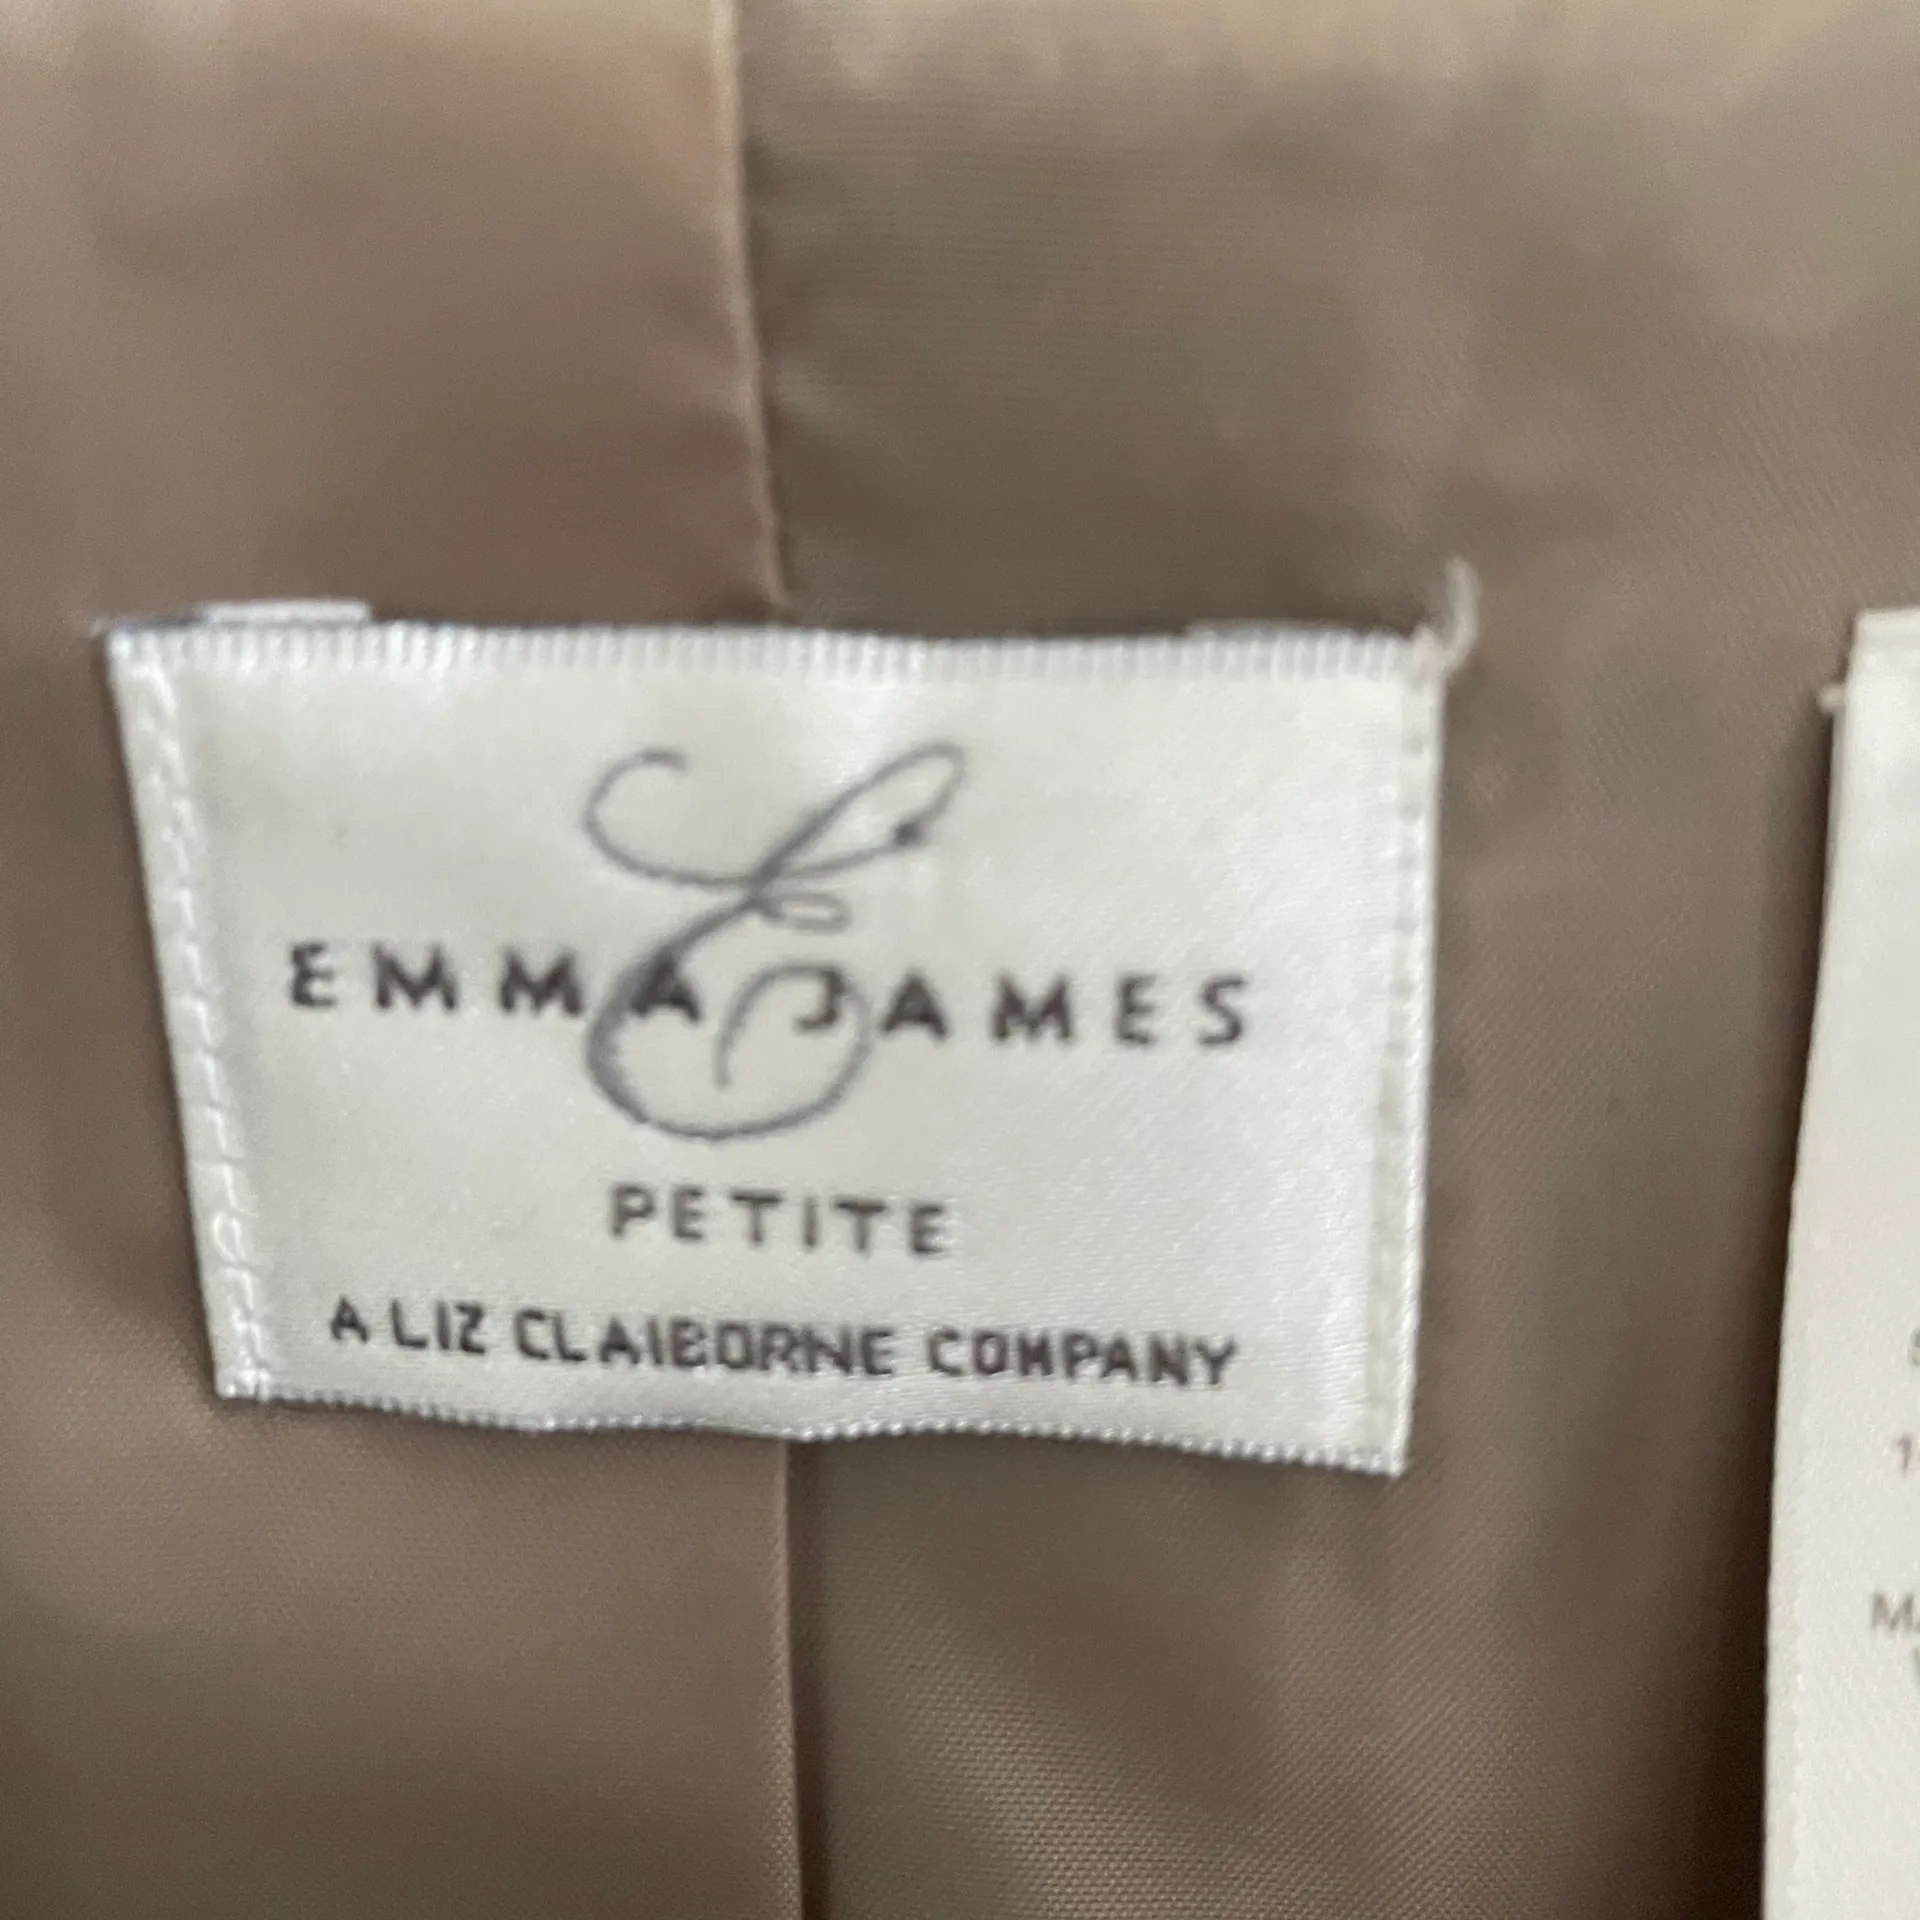 E
EMMA JAMES
PETITE
A LIZ CLAIBORNE COMPANY